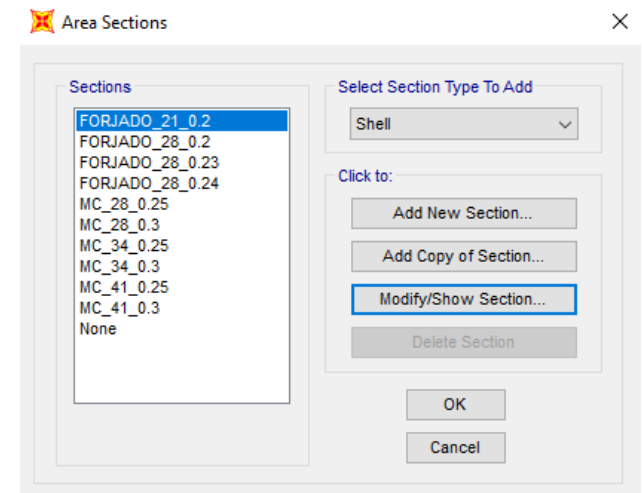 Area Sections
Sections
FORJADO_21_0.2
FORJADO_28_0.2
FORJADO_28_0.23
FORJADO_28_0.24
MC_28_0.25
MC_28_0.3
MC_34_0.25
MC_34_0.3
MC_41_0.25
MC_41_0.3
None
Select Section Type To Add
Shell
Click to:
Add New Section...
Add Copy of Section...
Modify/Show Section...
Delete Section
OK
Cancel